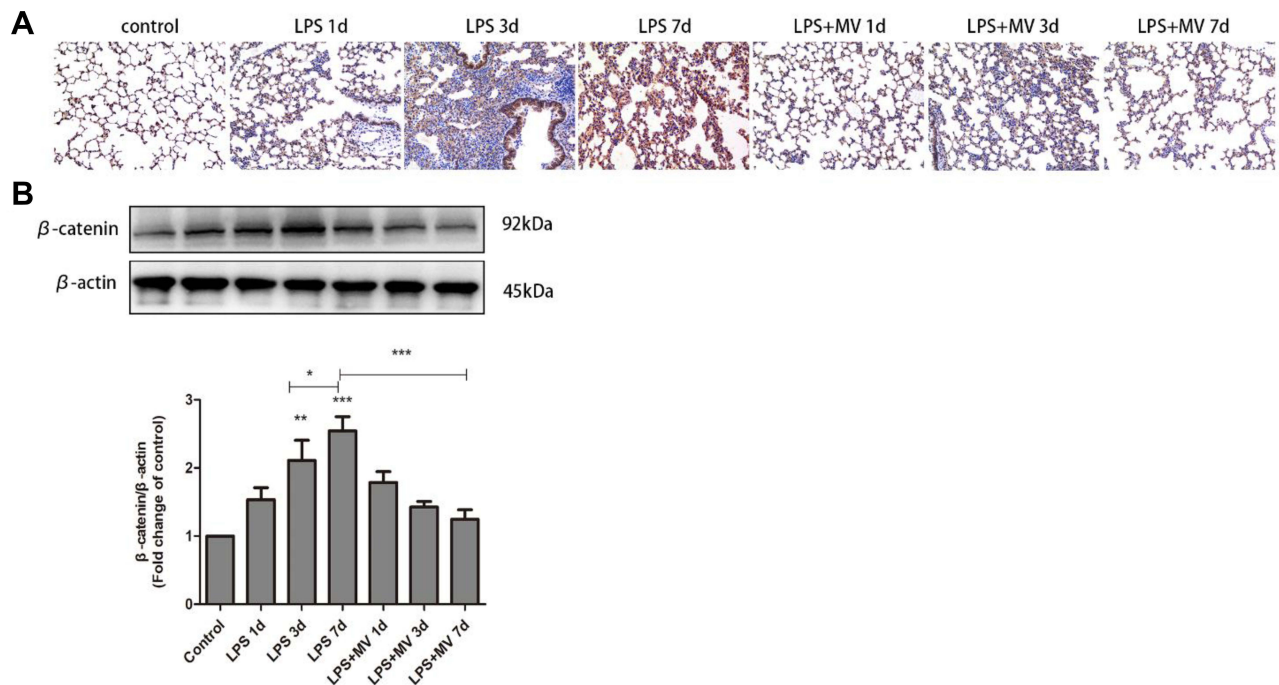 A
control LPS 1d LPS 3d LPS 7d LPS+MV 1d LPS+MV 3d LPS+MV 7d
B
β-catenin 92kDa
β-actin 45kDa
***
*
***
**
3
2
1
0
β-catenin/β-actin
(Fold change of control)
Control LPS 1d LPS 3d LPS 7d LPS+MV 1d LPS+MV 3d LPS+MV 7d